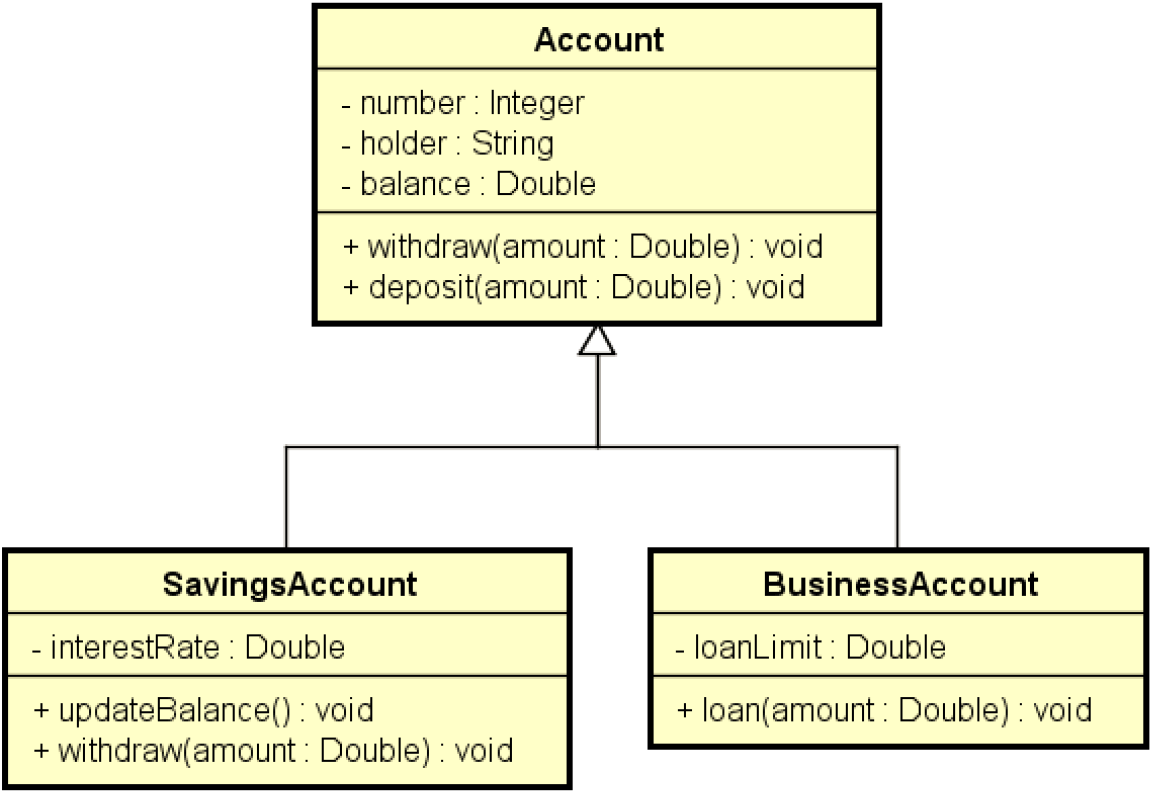 Account
- number : Integer
- holder : String
- balance : Double
+ withdraw(amount : Double) : void
+ deposit(amount : Double) : void
SavingsAccount
- interestRate : Double
+ updateBalance() : void
+ withdraw(amount : Double) : void
BusinessAccount
- loanLimit : Double
+ loan(amount : Double) : void